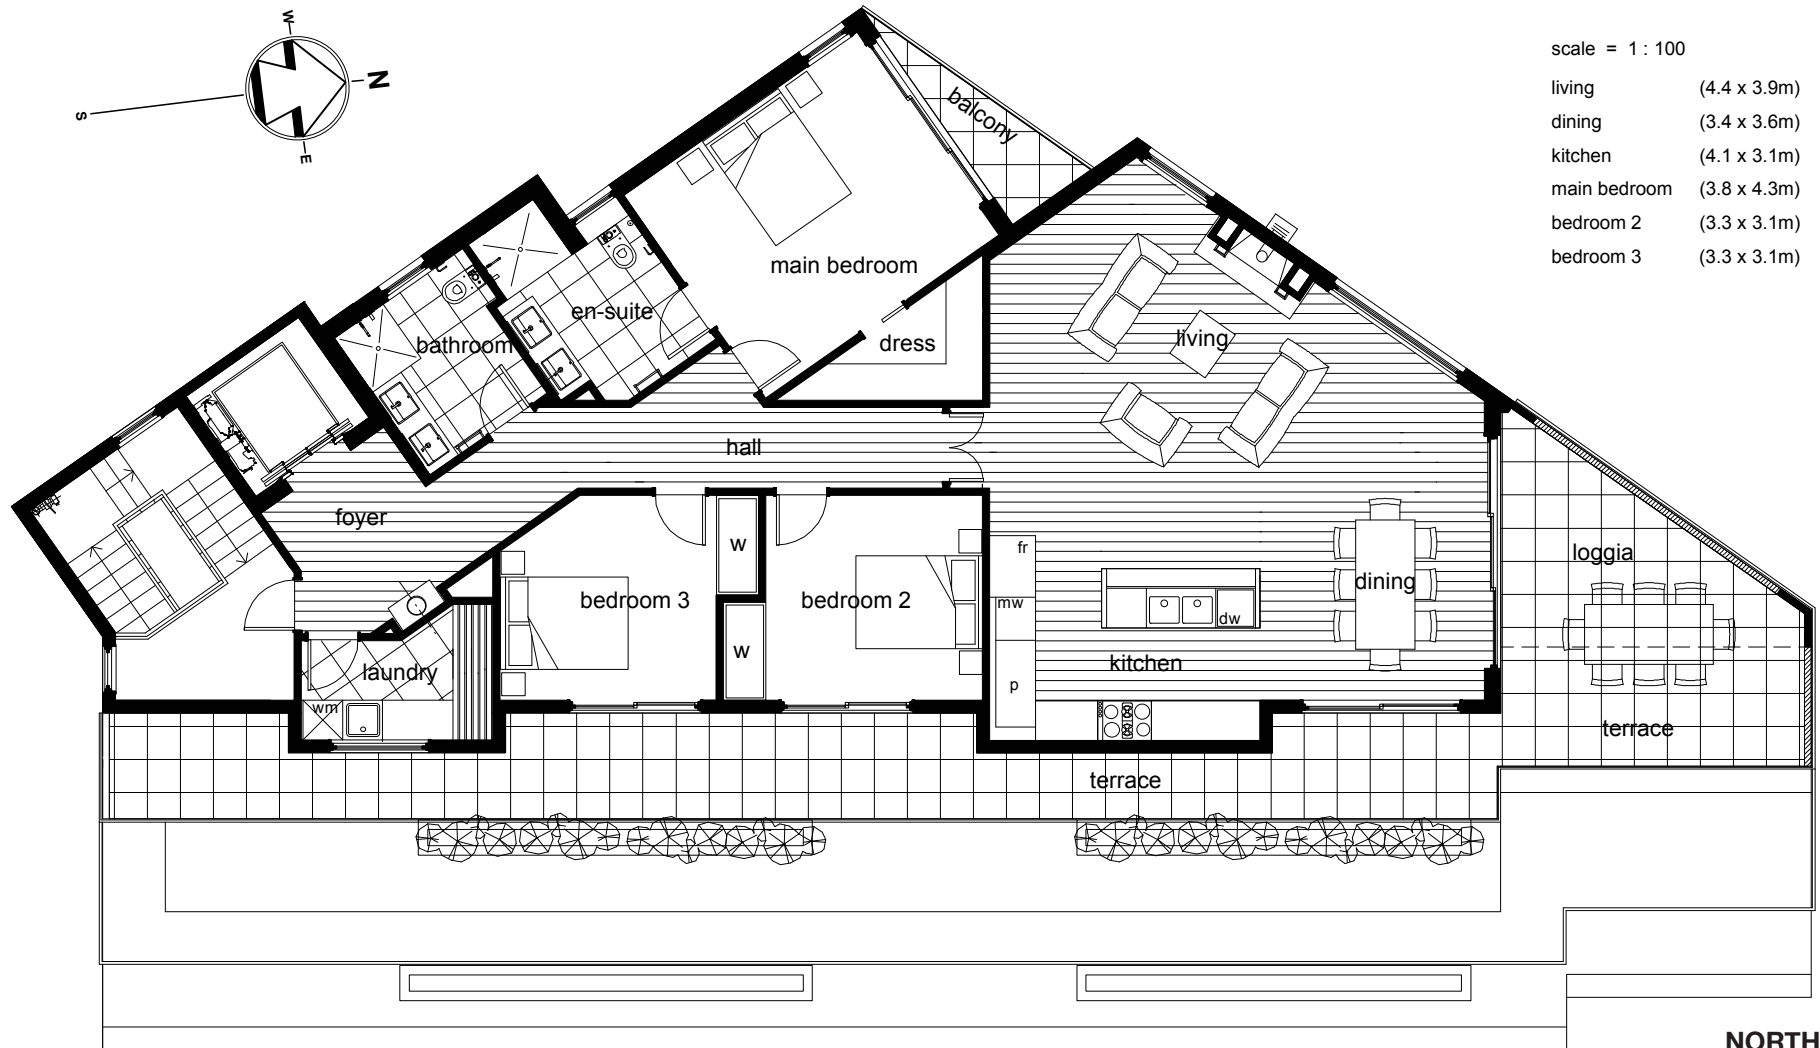 W
N
S
E
scale = 1 : 100
living (4.4 x 3.9m)
dining (3.4 x 3.6m)
kitchen (4.1 x 3.1m)
main bedroom (3.8 x 4.3m)
bedroom 2 (3.3 x 3.1m)
bedroom 3 (3.3 x 3.1m)
balcony
main bedroom
en-suite
bathroom
dress
living
hall
foyer
w
fr
loggia
bedroom 3
bedroom 2
mw
dw
dining
w
laundry
kitchen
p
wm
terrace
terrace
NORTH